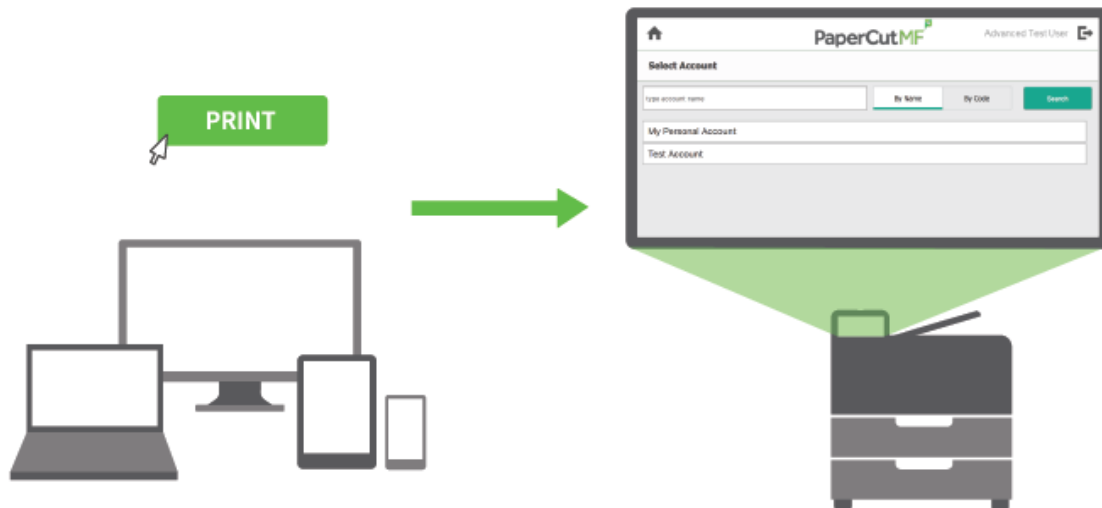 PRINT
PaperCutMF
Advanced Test User
Select Account
type account name
By Name
By Code
Search
My Personal Account
Test Account